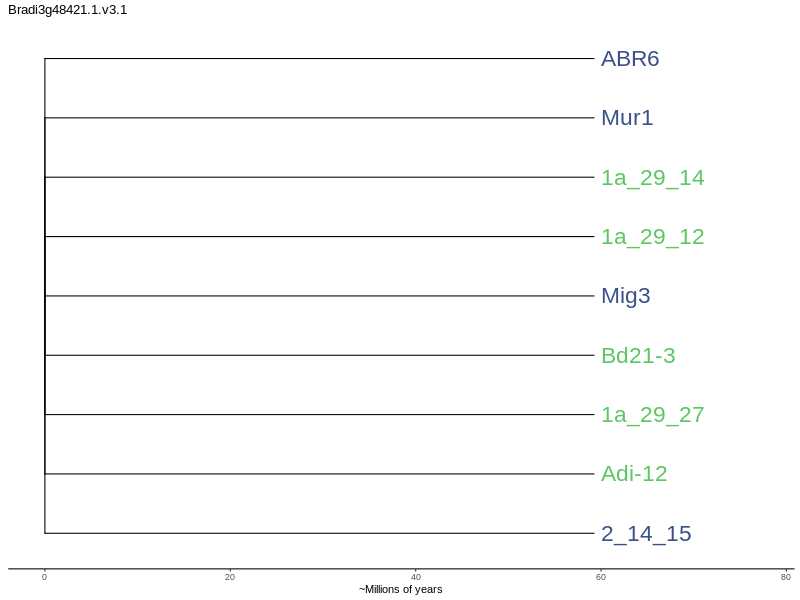 Bradi3g48421.1.v3.1
ABR6
Mur1
1a_29_14
1a_29_12
Mig3
Bd21-3
1a_29_27
Adi-12
2_14_15
0 20 40 60 80
~Millions of years